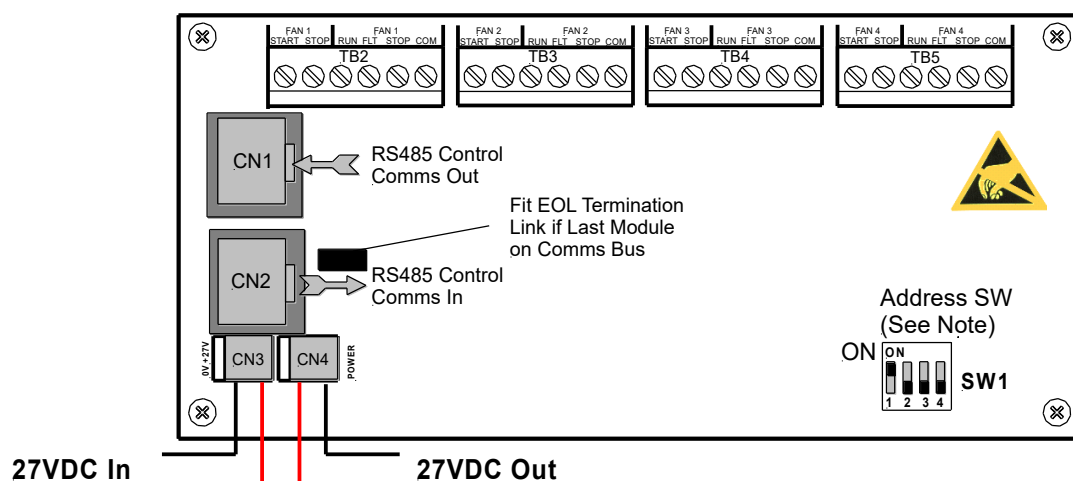 FAN 1 FAN 1 FAN 2 FAN 2 FAN 3 FAN 3 FAN 4 FAN 4
START STOP RUN FLT STOP COM START STOP RUN FLT STOP COM START STOP RUN FLT STOP COM START STOP RUN FLT STOP COM
TB2 TB3 TB4 TB5
CN1
RS485 Control
Comms Out
Fit EOL Termination
Link if Last Module
on Comms Bus
CN2
RS485 Control
Comms In
0V +27V
CN3
CN4
POWER
Address SW
(See Note)
ON
ON
1 2 3 4
SW1
27VDC In
27VDC Out